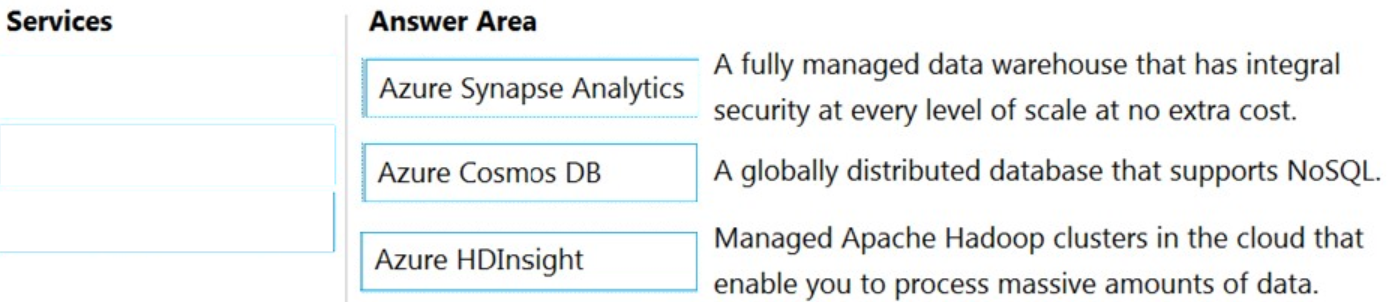 Services
Answer Area
Azure Synapse Analytics
A fully managed data warehouse that has integral
security at every level of scale at no extra cost.
Azure Cosmos DB
A globally distributed database that supports NoSQL.
Azure HDInsight
Managed Apache Hadoop clusters in the cloud that
enable you to process massive amounts of data.